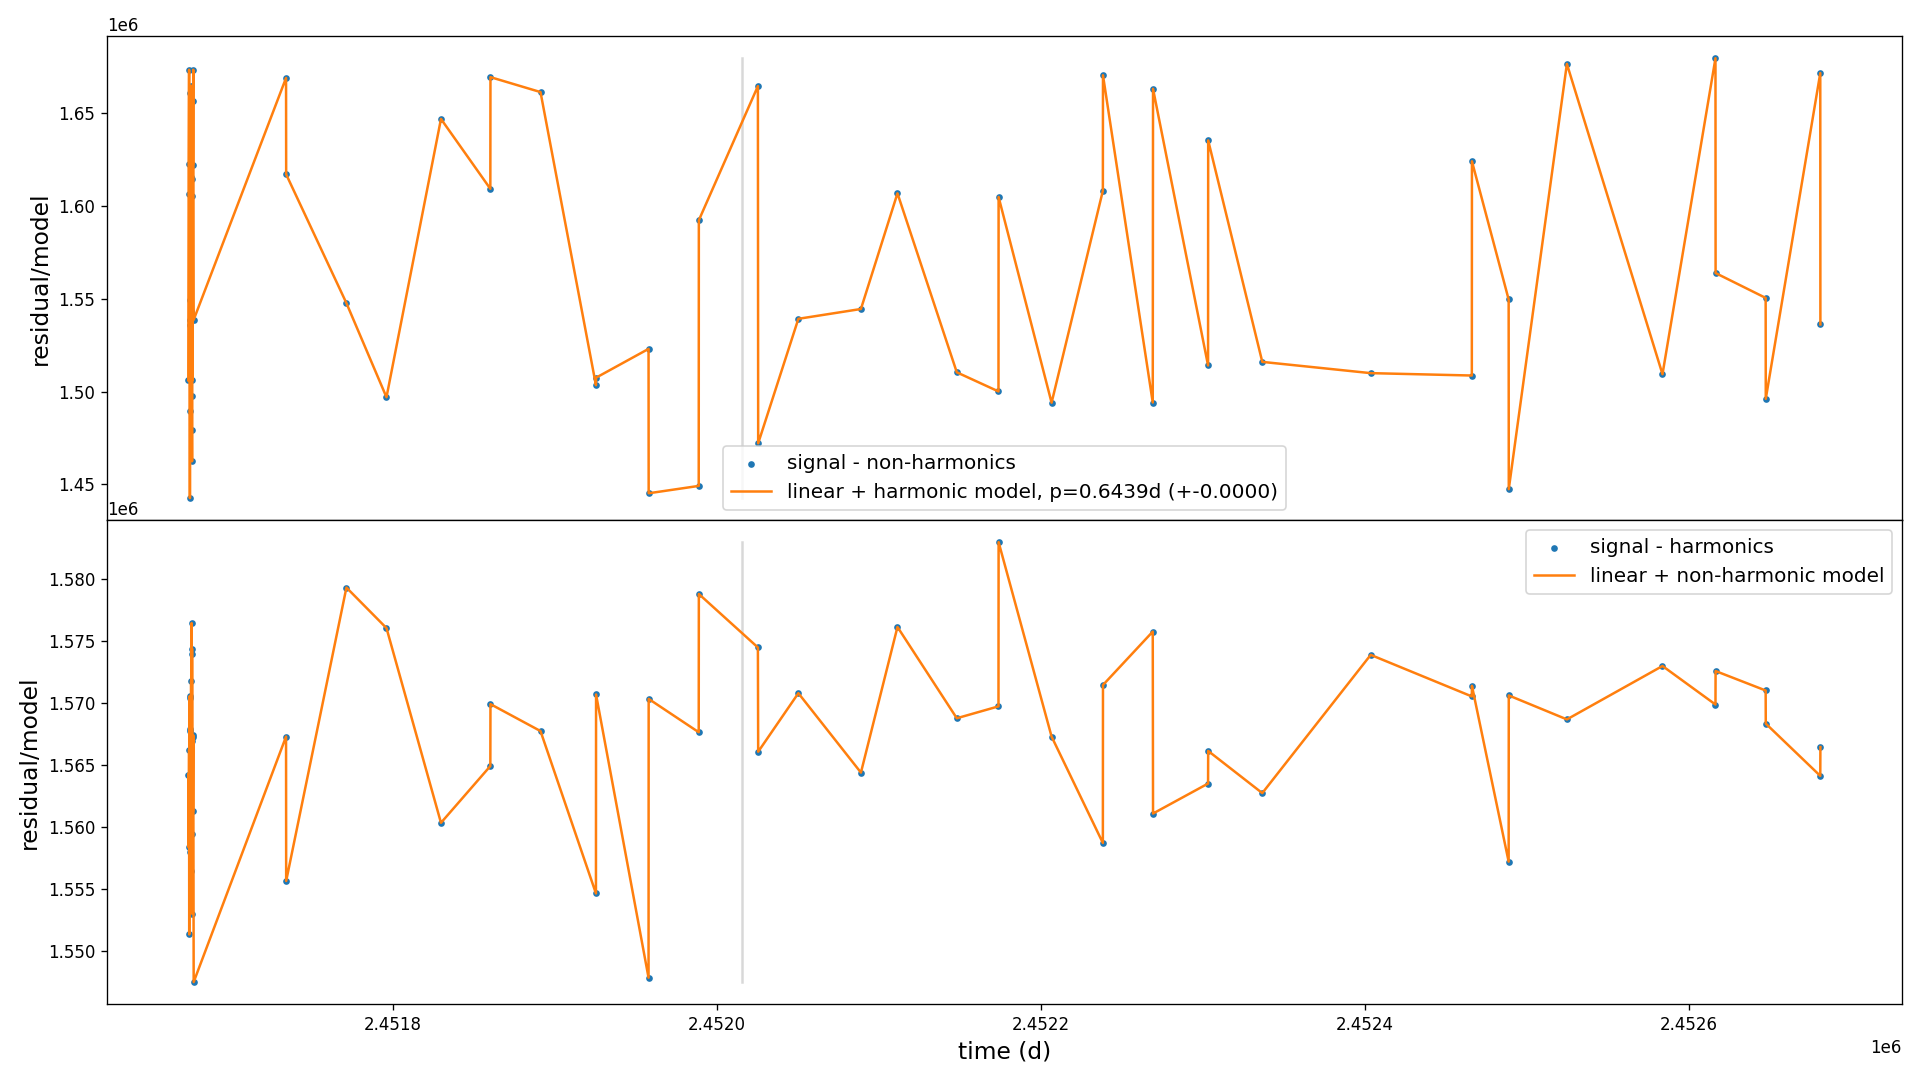 1e6
1.65
1.60
1.55
1.50
1.45
residual/model
signal - non-harmonics
linear + harmonic model, p=0.6439d (+-0.0000)
1e6
1.580
1.575
1.570
1.565
1.560
1.555
1.550
residual/model
signal - harmonics
linear + non-harmonic model
2.4518
2.4520
2.4522
2.4524
2.4526
time (d)
1e6